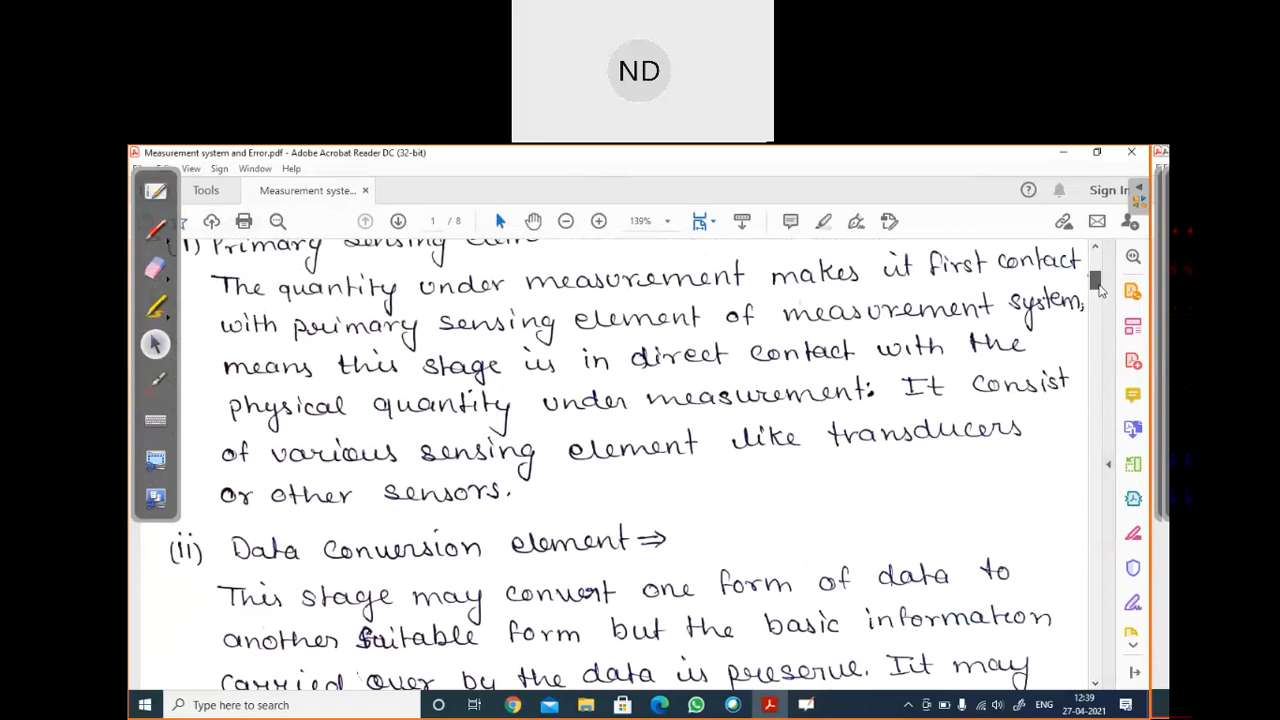 ND
Measurement system and Error.pdf - Adobe Acrobat Reader DC (32-bit)
View Sign Window Help
Tools Measurement syste... × Sign In
1 / 8 139%
(i) Primary Sensing
The quantity under measurement makes it first contact
with primary sensing element of measurement system,
means this stage is in direct contact with the
physical quantity under measurement. It consist
of various sensing element like transducers
or other sensors.
(ii) Data conversion element ⇒
This stage may convert one form of data to
another suitable form but the basic information
carried over by the data is preserve. Iit may
Type here to search
ENG
12:39
27-04-2021